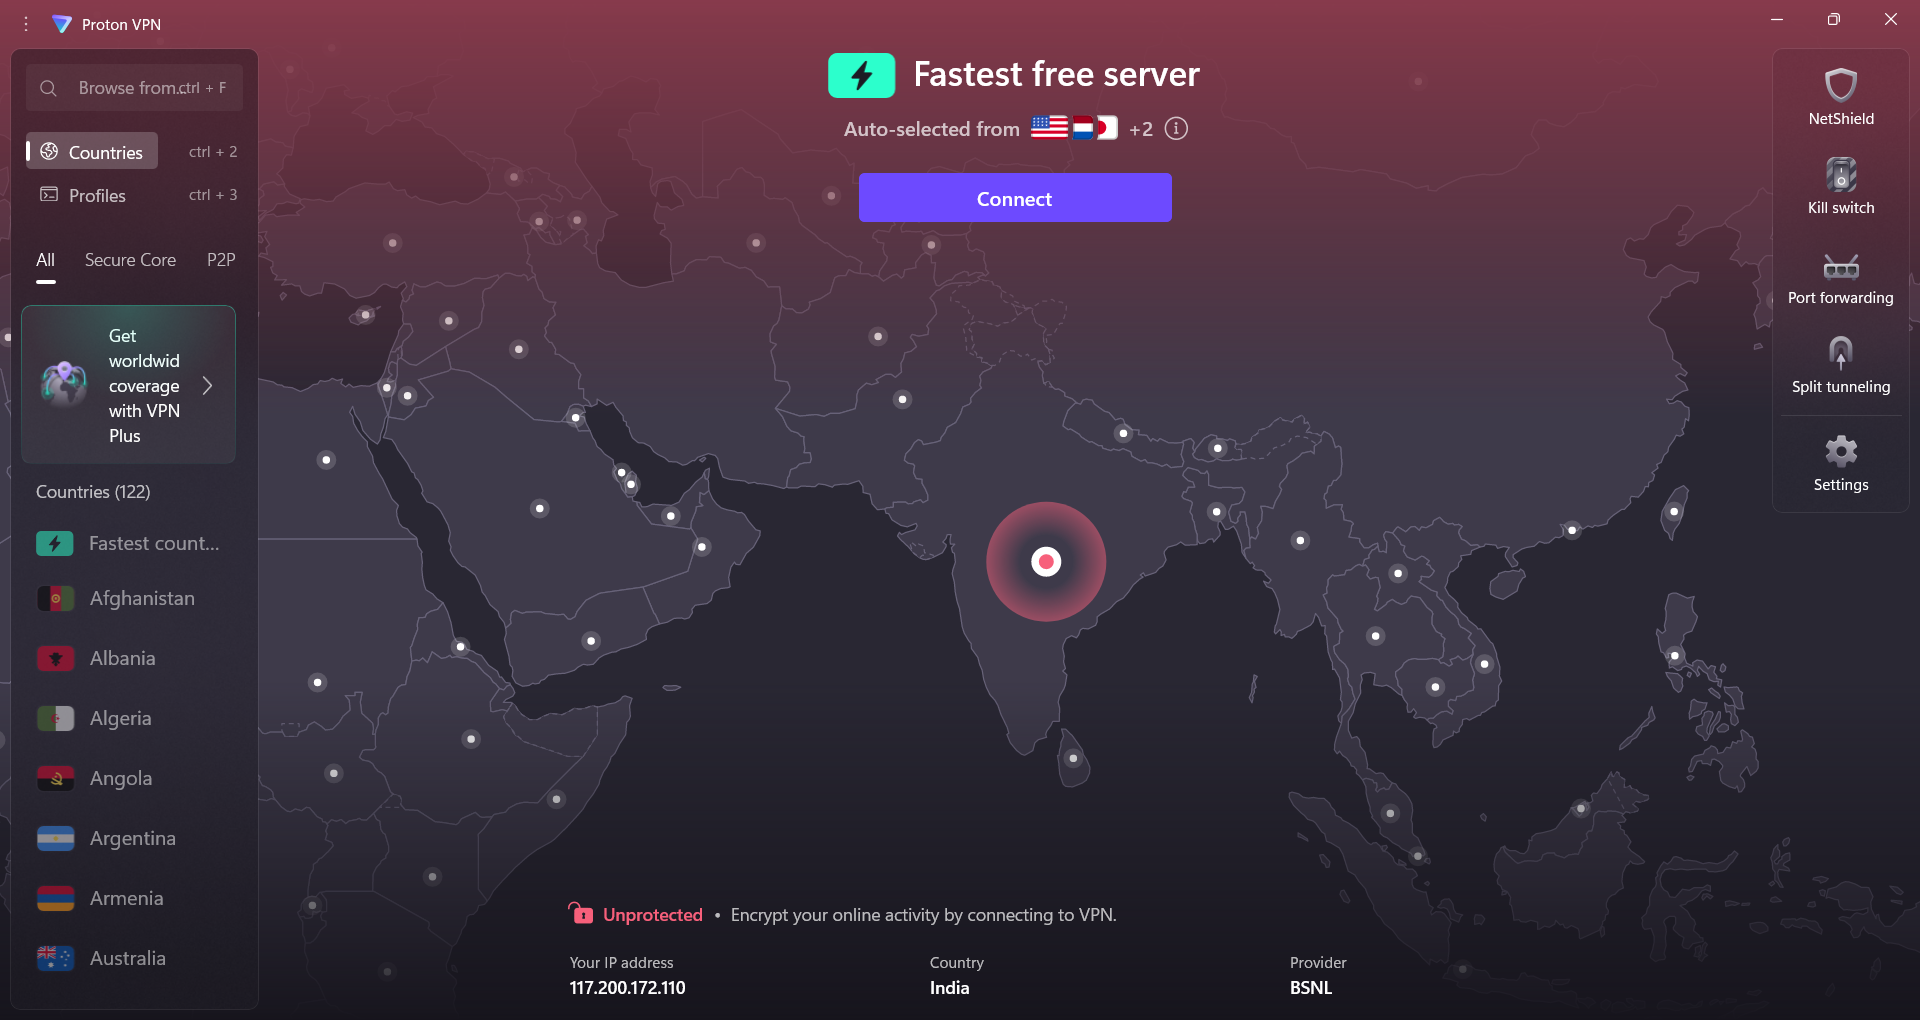 Proton VPN
Browse from...
ctrl + F
Countries
ctrl + 2
Profiles
ctrl + 3
All
Secure Core
P2P
Get
worldwid
coverage
with VPN
Plus
Countries (122)
Fastest count...
Afghanistan
Albania
Algeria
Angola
Argentina
Armenia
Australia
Fastest free server
Auto-selected from
+2
Connect
Unprotected • Encrypt your online activity by connecting to VPN.
Your IP address
117.200.172.110
Country
India
Provider
BSNL
NetShield
Kill switch
Port forwarding
Split tunneling
Settings